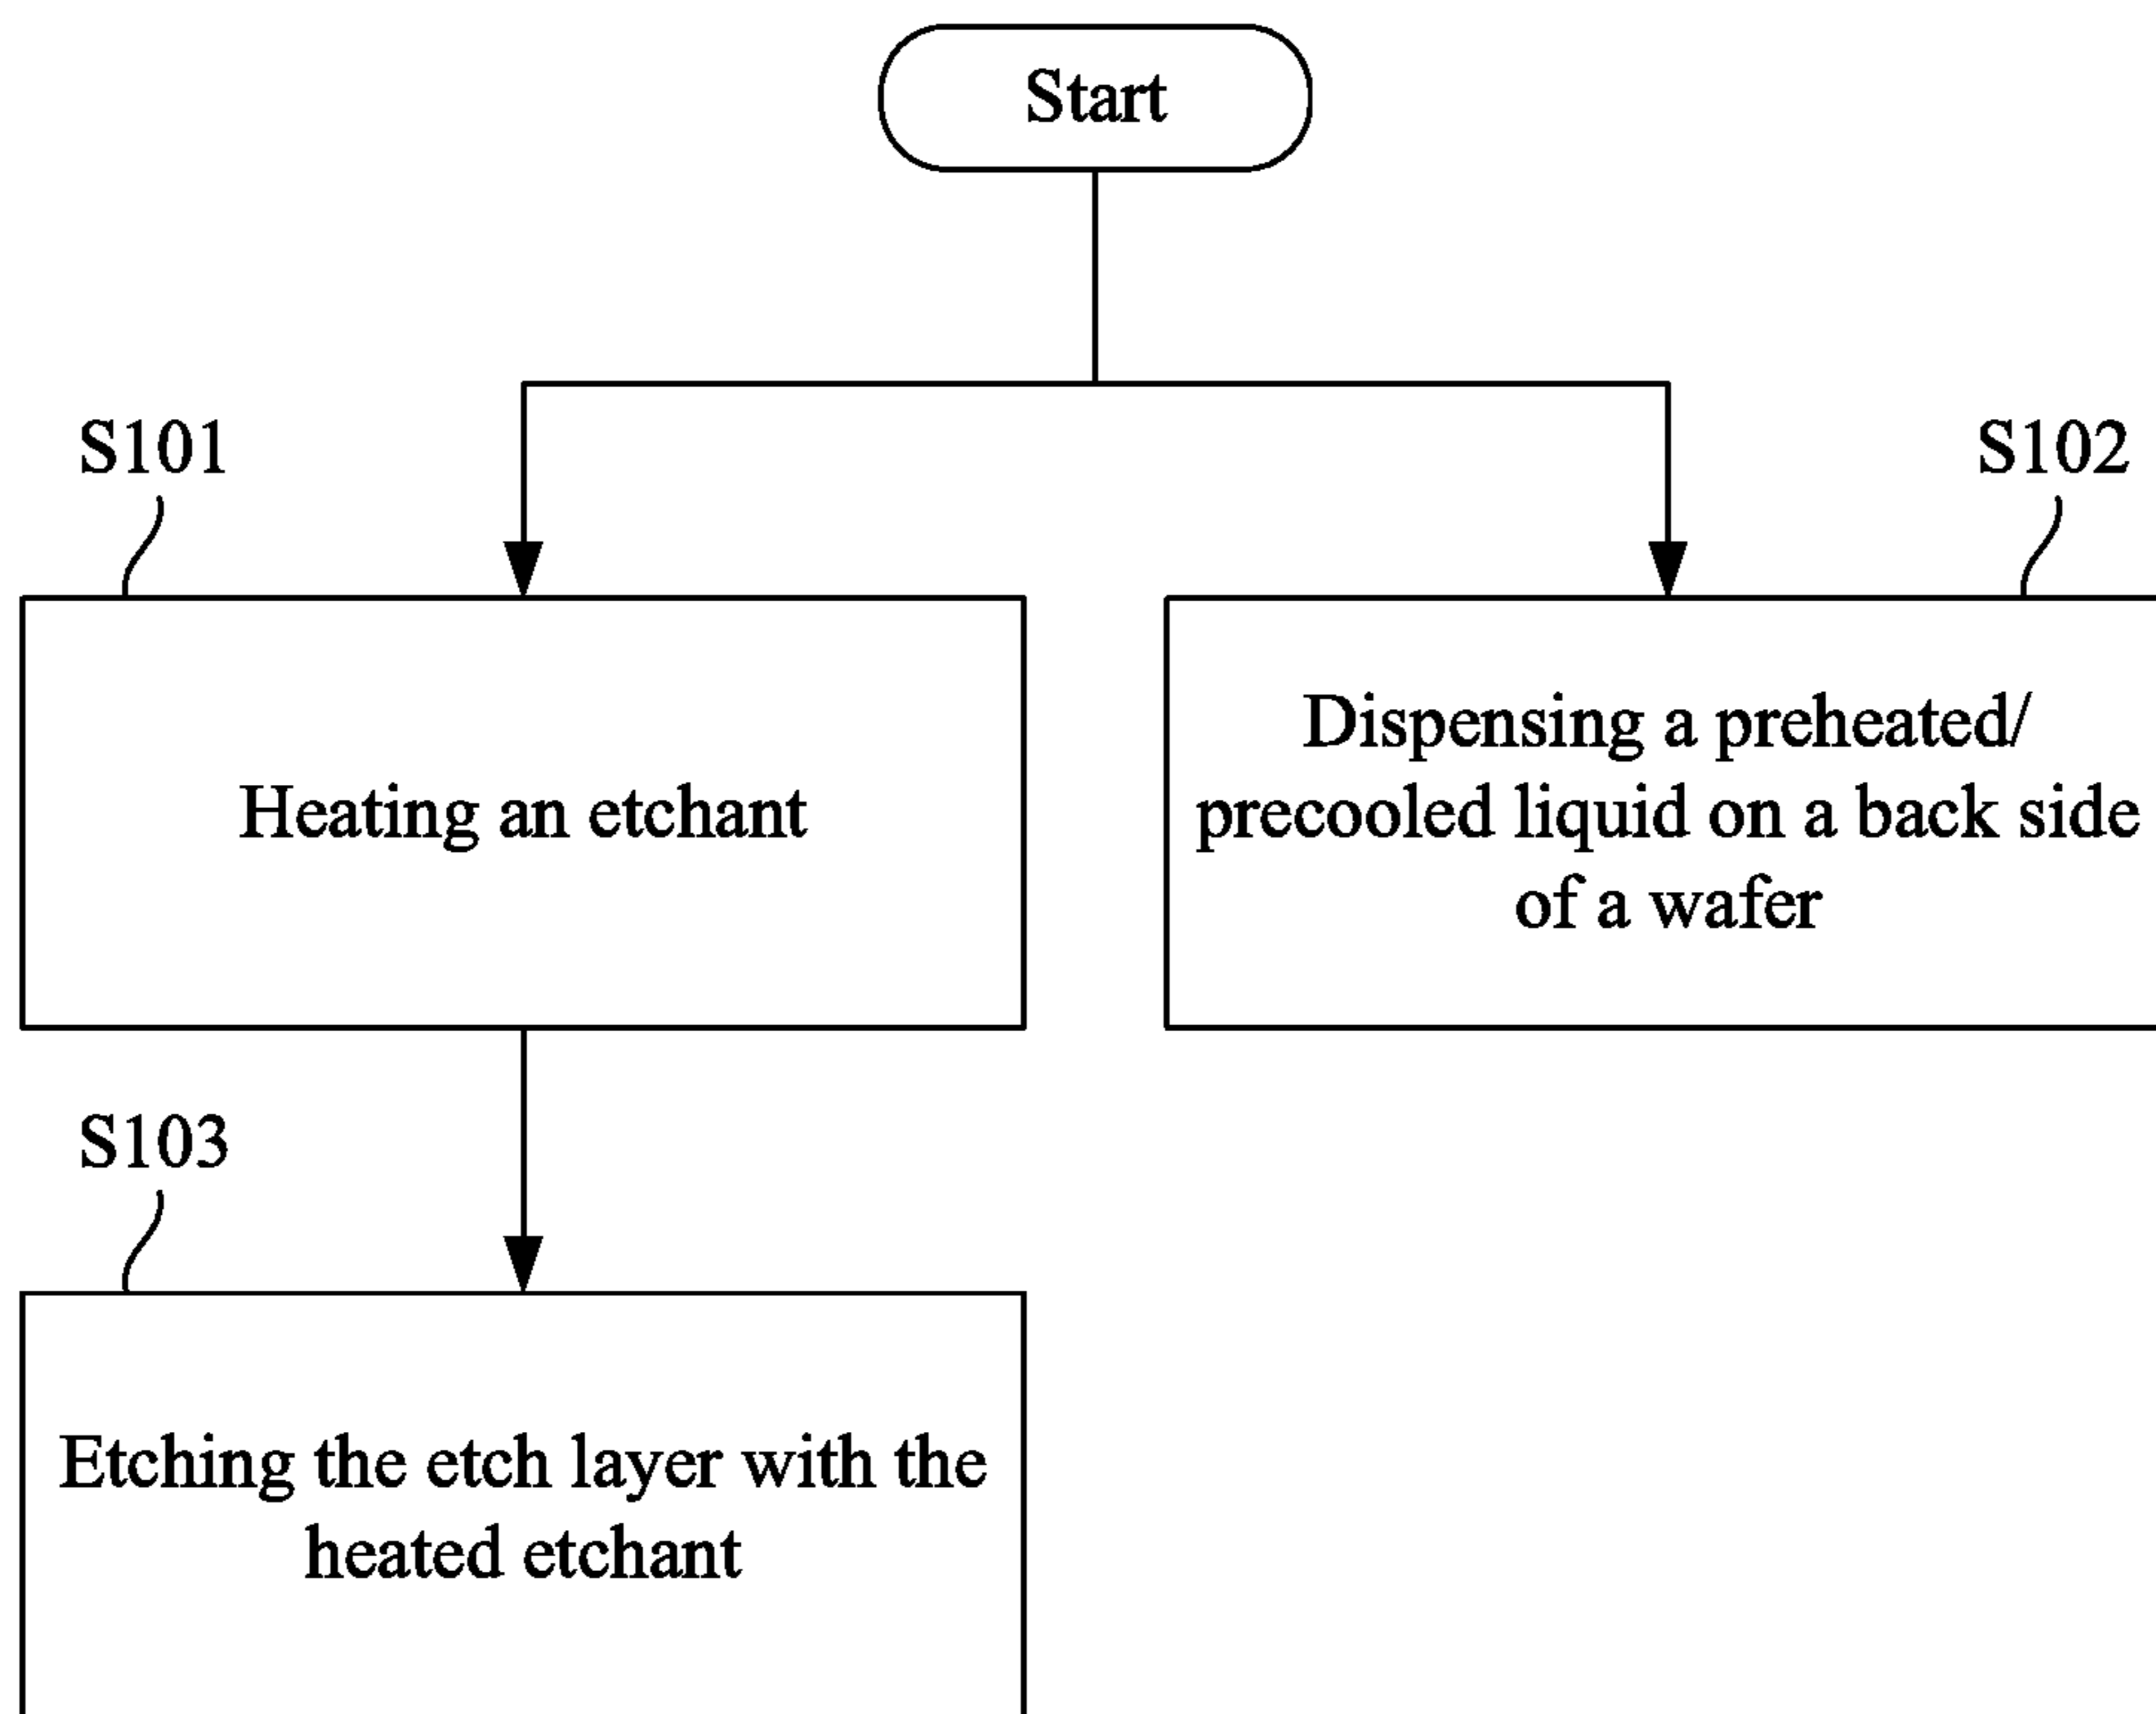 Start
S101
S102
Heating an etchant
Dispensing a preheated/
precooled liquid on a back side
of a wafer
S103
Etching the etch layer with the
heated etchant